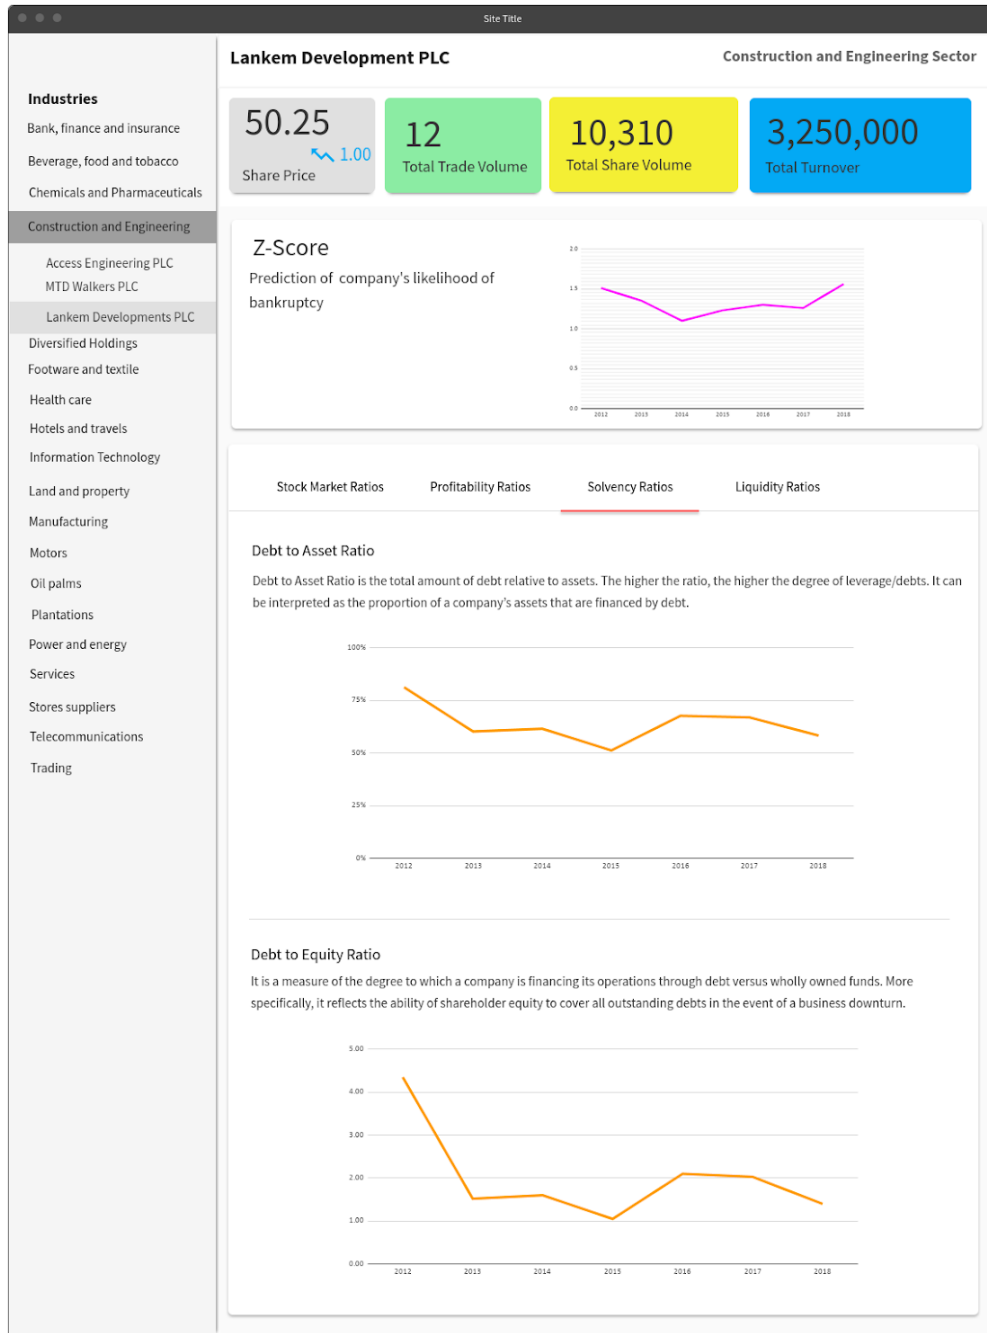 Site Title
Lankem Development PLC
Construction and Engineering Sector
Industries
Bank, finance and insurance
Beverage, food and tobacco
Chemicals and Pharmaceuticals
Construction and Engineering
Access Engineering PLC
MTD Walkers PLC
Lankem Developments PLC
Diversified Holdings
Footware and textile
Health care
Hotels and travels
Information Technology
Land and property
Manufacturing
Motors
Oil palms
Plantations
Power and energy
Services
Stores suppliers
Telecommunications
Trading
50.25
1.00
Share Price
12
Total Trade Volume
10,310
Total Share Volume
3,250,000
Total Turnover
Z-Score
Prediction of company's likelihood of
bankruptcy
2.0
1.5
1.0
0.5
0.0
2012 2013 2014 2015 2016 2017 2018
Stock Market Ratios Profitability Ratios Solvency Ratios Liquidity Ratios
Debt to Asset Ratio
Debt to Asset Ratio is the total amount of debt relative to assets. The higher the ratio, the higher the degree of leverage/debts. It can
be interpreted as the proportion of a company's assets that are financed by debt.
100%
75%
50%
25%
0%
2012 2013 2014 2015 2016 2017 2018
Debt to Equity Ratio
It is a measure of the degree to which a company is financing its operations through debt versus wholly owned funds. More
specifically, it reflects the ability of shareholder equity to cover all outstanding debts in the event of a business downturn.
5.00
4.00
3.00
2.00
1.00
0.00
2012 2013 2014 2015 2016 2017 2018